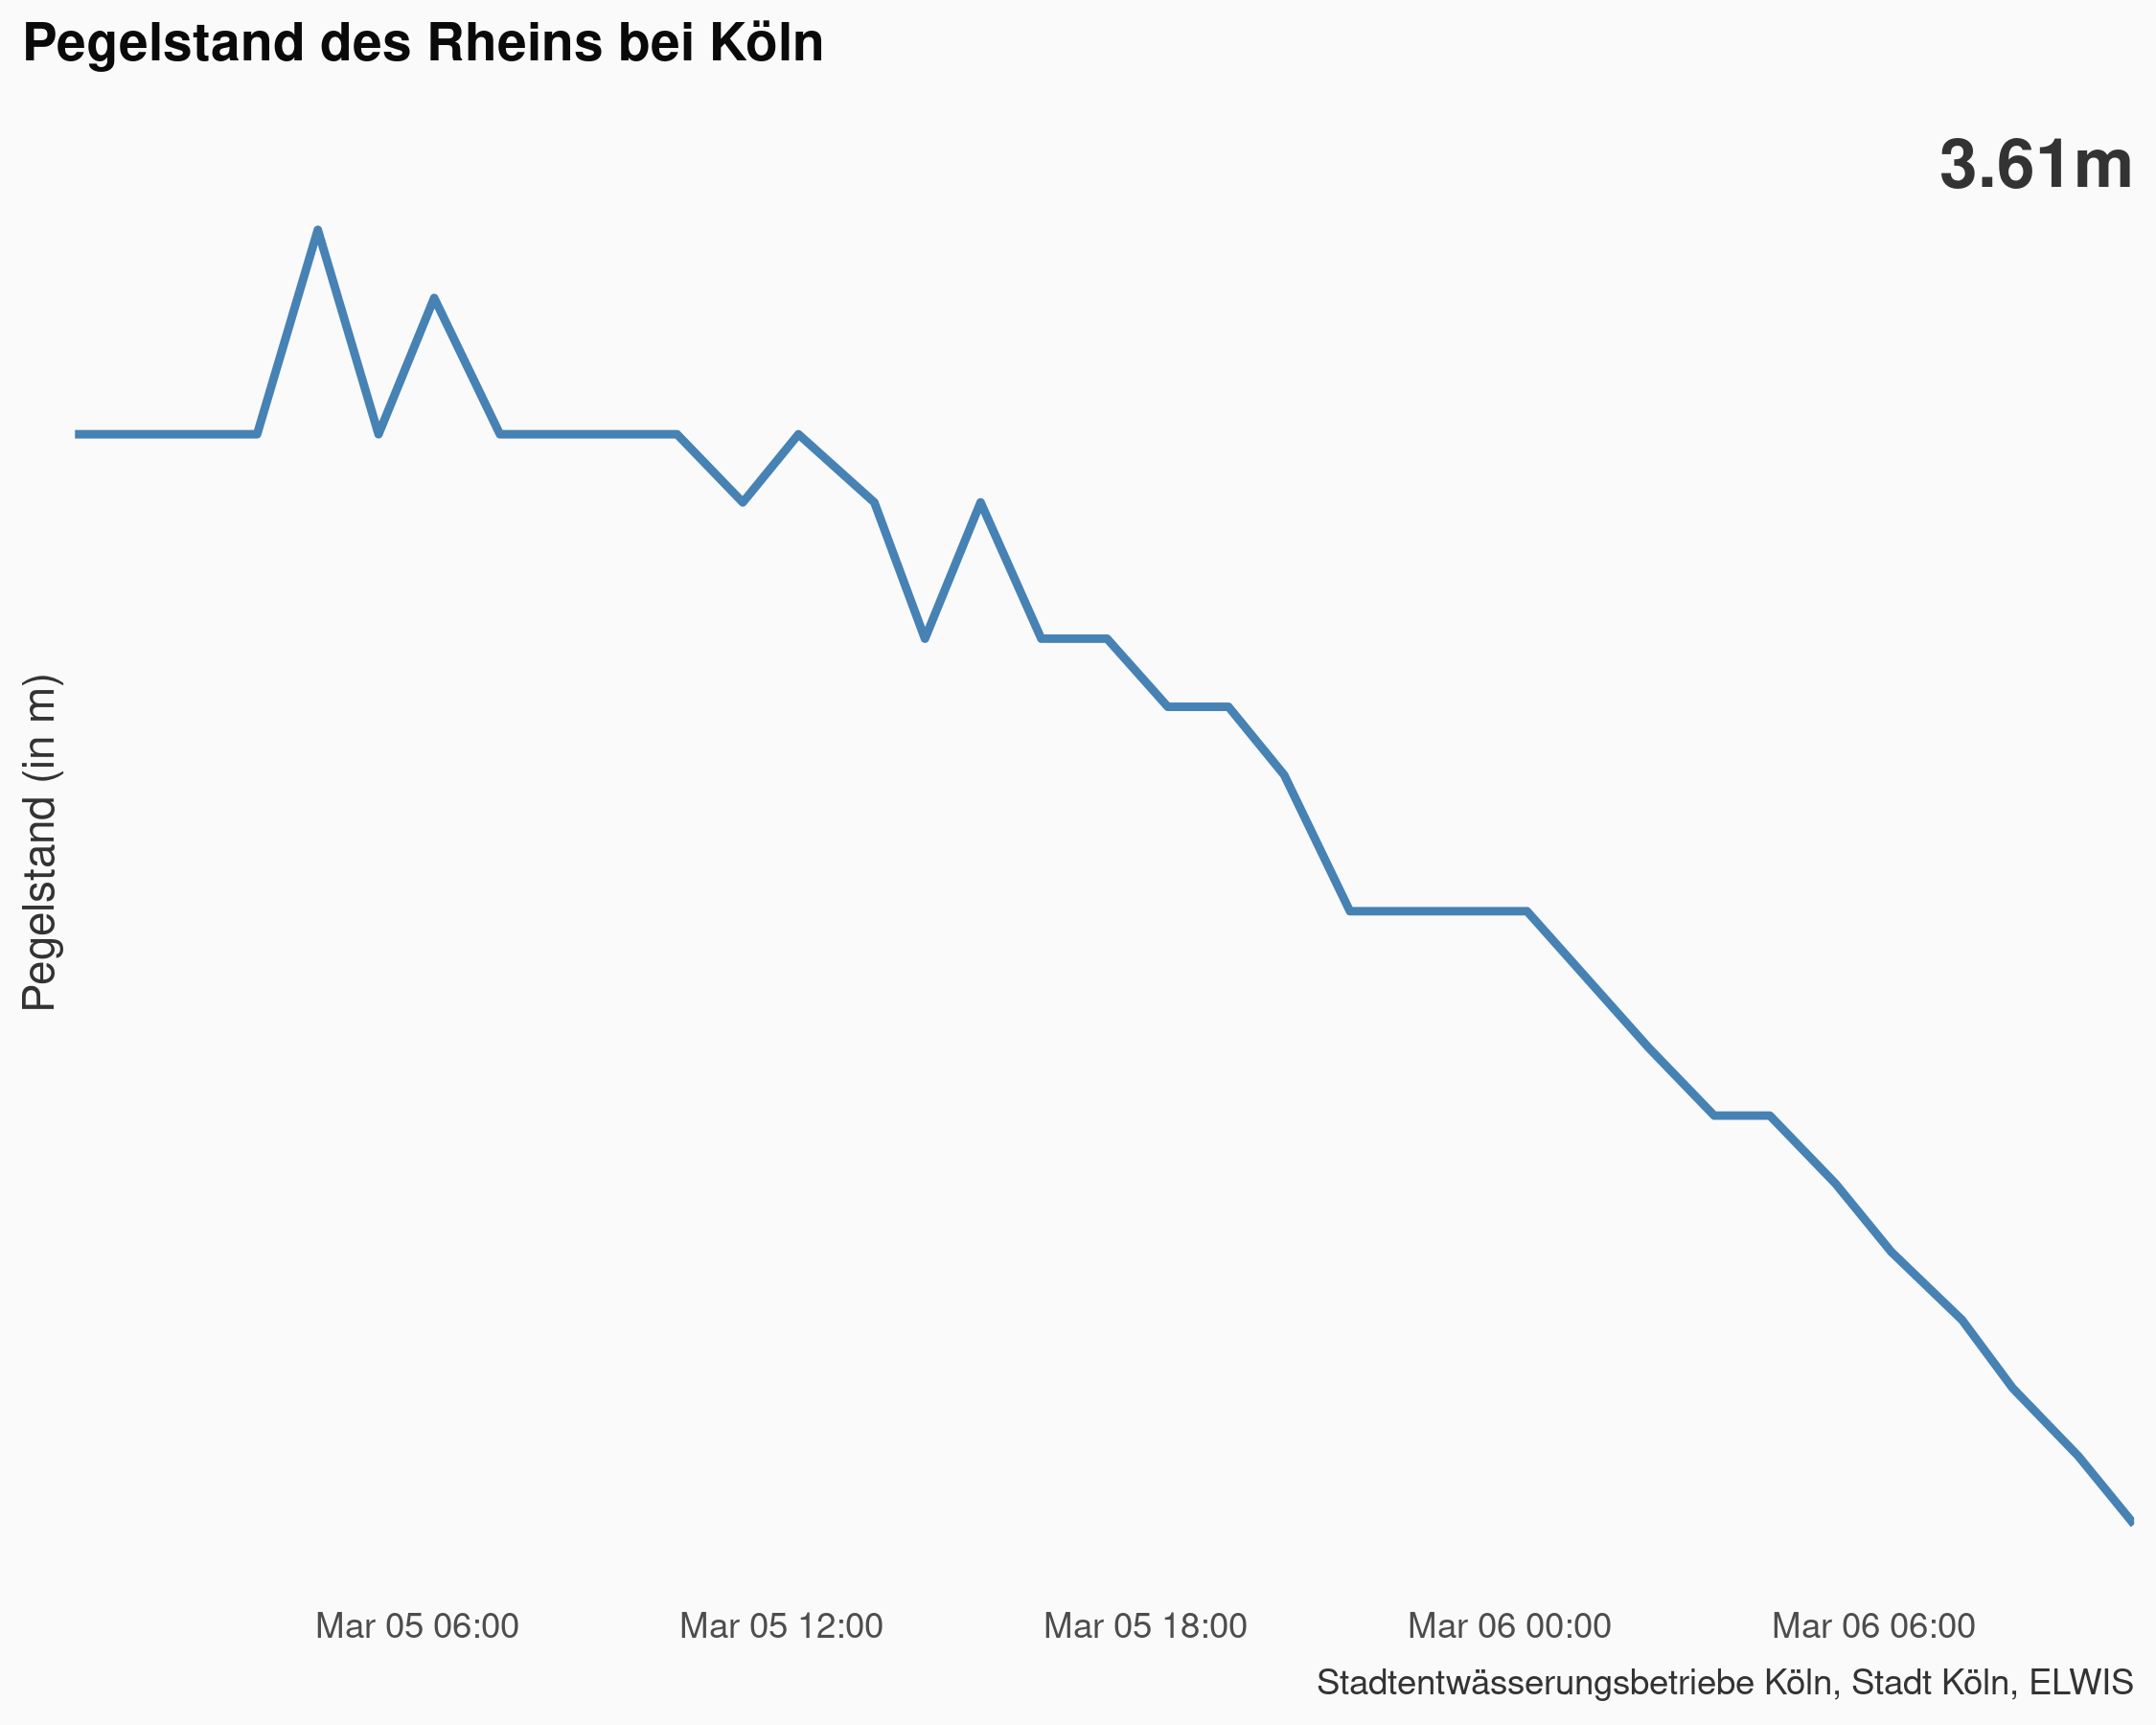 Pegelstand des Rheins bei Köln
3.61m
Pegelstand (in m)
Mar 05 06:00
Mar 05 12:00
Mar 05 18:00
Mar 06 00:00
Mar 06 06:00
Stadtentwässerungsbetriebe Köln, Stadt Köln, ELWIS